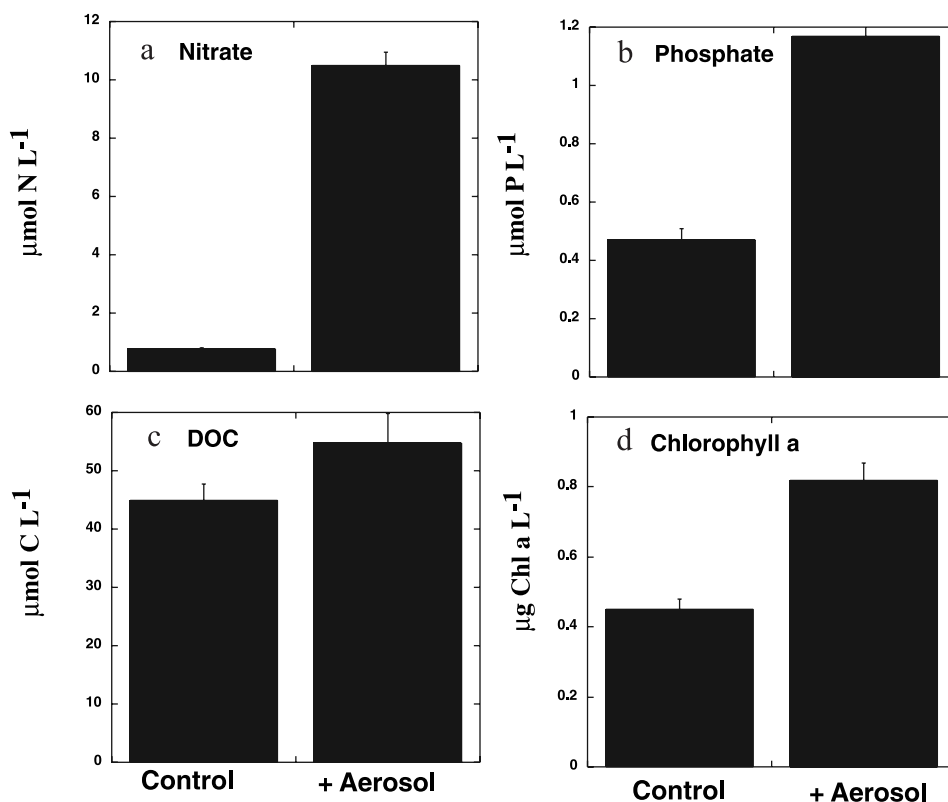 a Nitrate
12
10
8
6
4
2
0
µmol N L-1
b Phosphate
1.2
1
0.8
0.6
0.4
0.2
0
µmol P L-1
c DOC
60
50
40
30
20
10
0
µmol C L-1
Control
+ Aerosol
d Chlorophyll a
1
0.8
0.6
0.4
0.2
0
µg Chl a L-1
Control
+ Aerosol